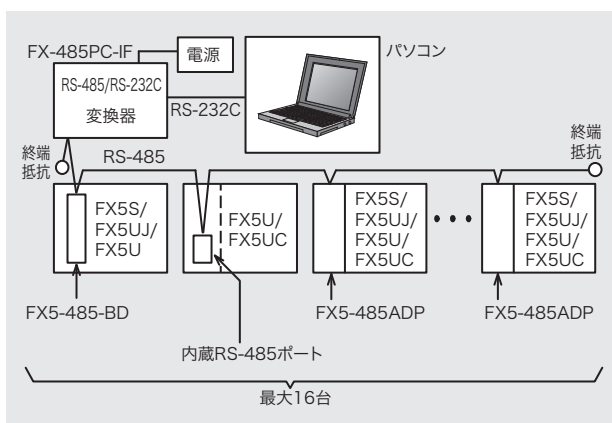 FX-485PC-IF
電源
パソコン
RS-485/RS-232C
変換器
RS-232C
終端
抵抗
RS-485
終端
抵抗
FX5S/
FX5UJ/
FX5U
FX5U/
FX5UC
FX5S/
FX5UJ/
FX5U/
FX5UC
FX5S/
FX5UJ/
FX5U/
FX5UC
FX5-485-BD
FX5-485ADP
FX5-485ADP
内蔵RS-485ポート
最大16台